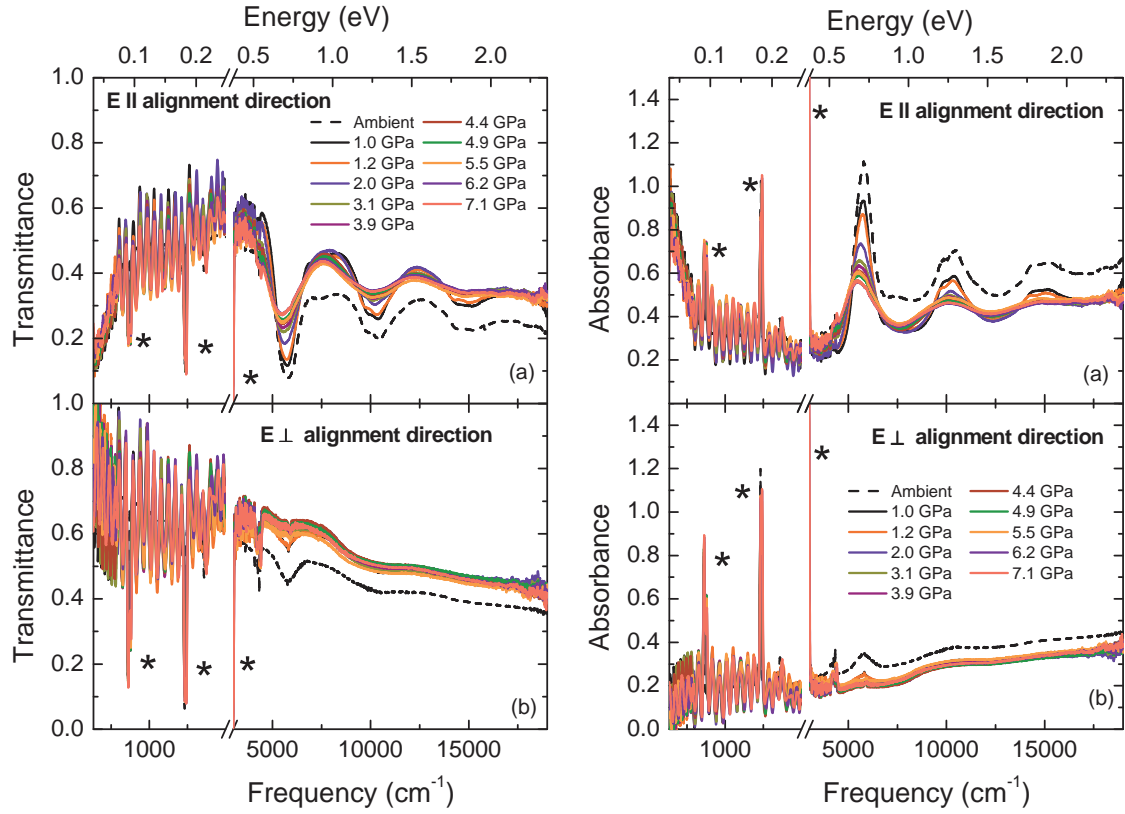 Energy (eV)
0.1 0.2 0.5 1.0 1.5 2.0
Transmittance
1.0
0.8
0.6
0.4
0.2
E II alignment direction
Ambient
1.0 GPa
1.2 GPa
2.0 GPa
3.1 GPa
3.9 GPa
4.4 GPa
4.9 GPa
5.5 GPa
6.2 GPa
7.1 GPa
* * *
(a)
Transmittance
1.0
0.8
0.6
0.4
0.2
0.0
E ⊥ alignment direction
* * *
(b)
1000 5000 10000 15000
Frequency (cm⁻¹)
Energy (eV)
0.1 0.2 0.5 1.0 1.5 2.0
Absorbance
1.4
1.2
1.0
0.8
0.6
0.4
0.2
E II alignment direction
* * *
(a)
Absorbance
1.4
1.2
1.0
0.8
0.6
0.4
0.2
0.0
E ⊥ alignment direction
* * *
Ambient
1.0 GPa
1.2 GPa
2.0 GPa
3.1 GPa
3.9 GPa
4.4 GPa
4.9 GPa
5.5 GPa
6.2 GPa
7.1 GPa
(b)
1000 5000 10000 15000
Frequency (cm⁻¹)